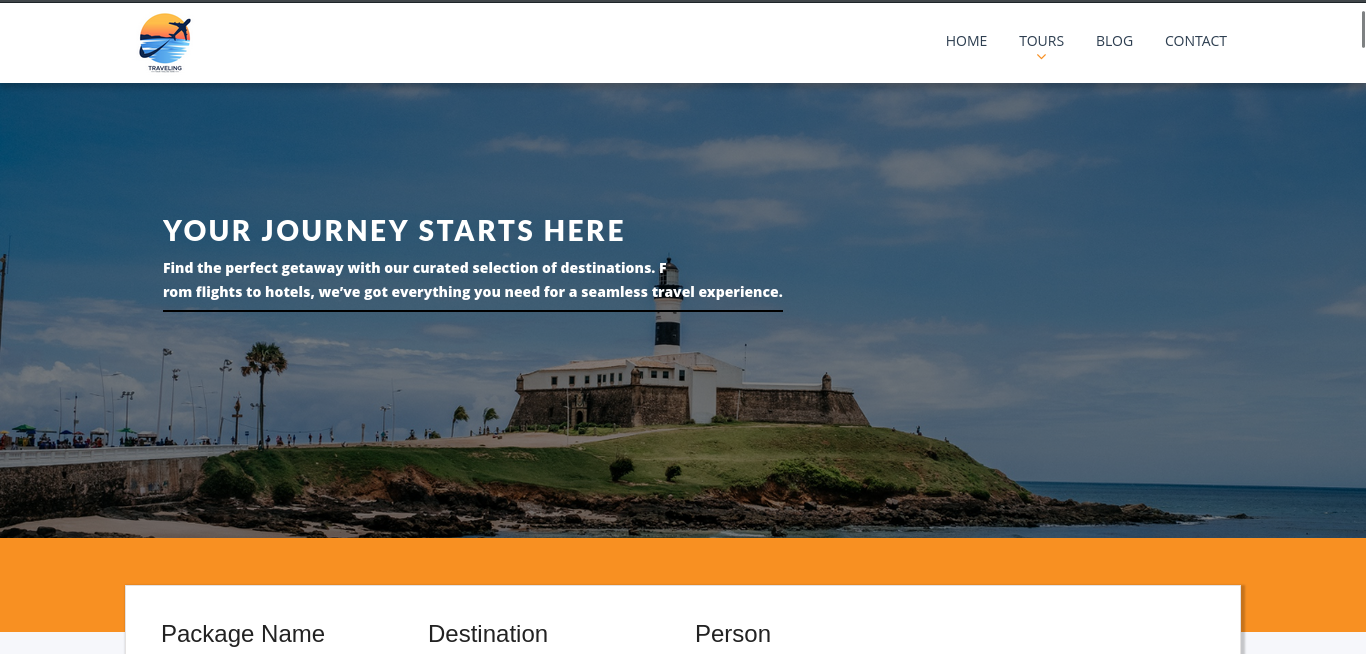 TRAVELING
HOME TOURS BLOG CONTACT
YOUR JOURNEY STARTS HERE
Find the perfect getaway with our curated selection of destinations. F
rom flights to hotels, we’ve got everything you need for a seamless travel experience.
Package Name Destination Person